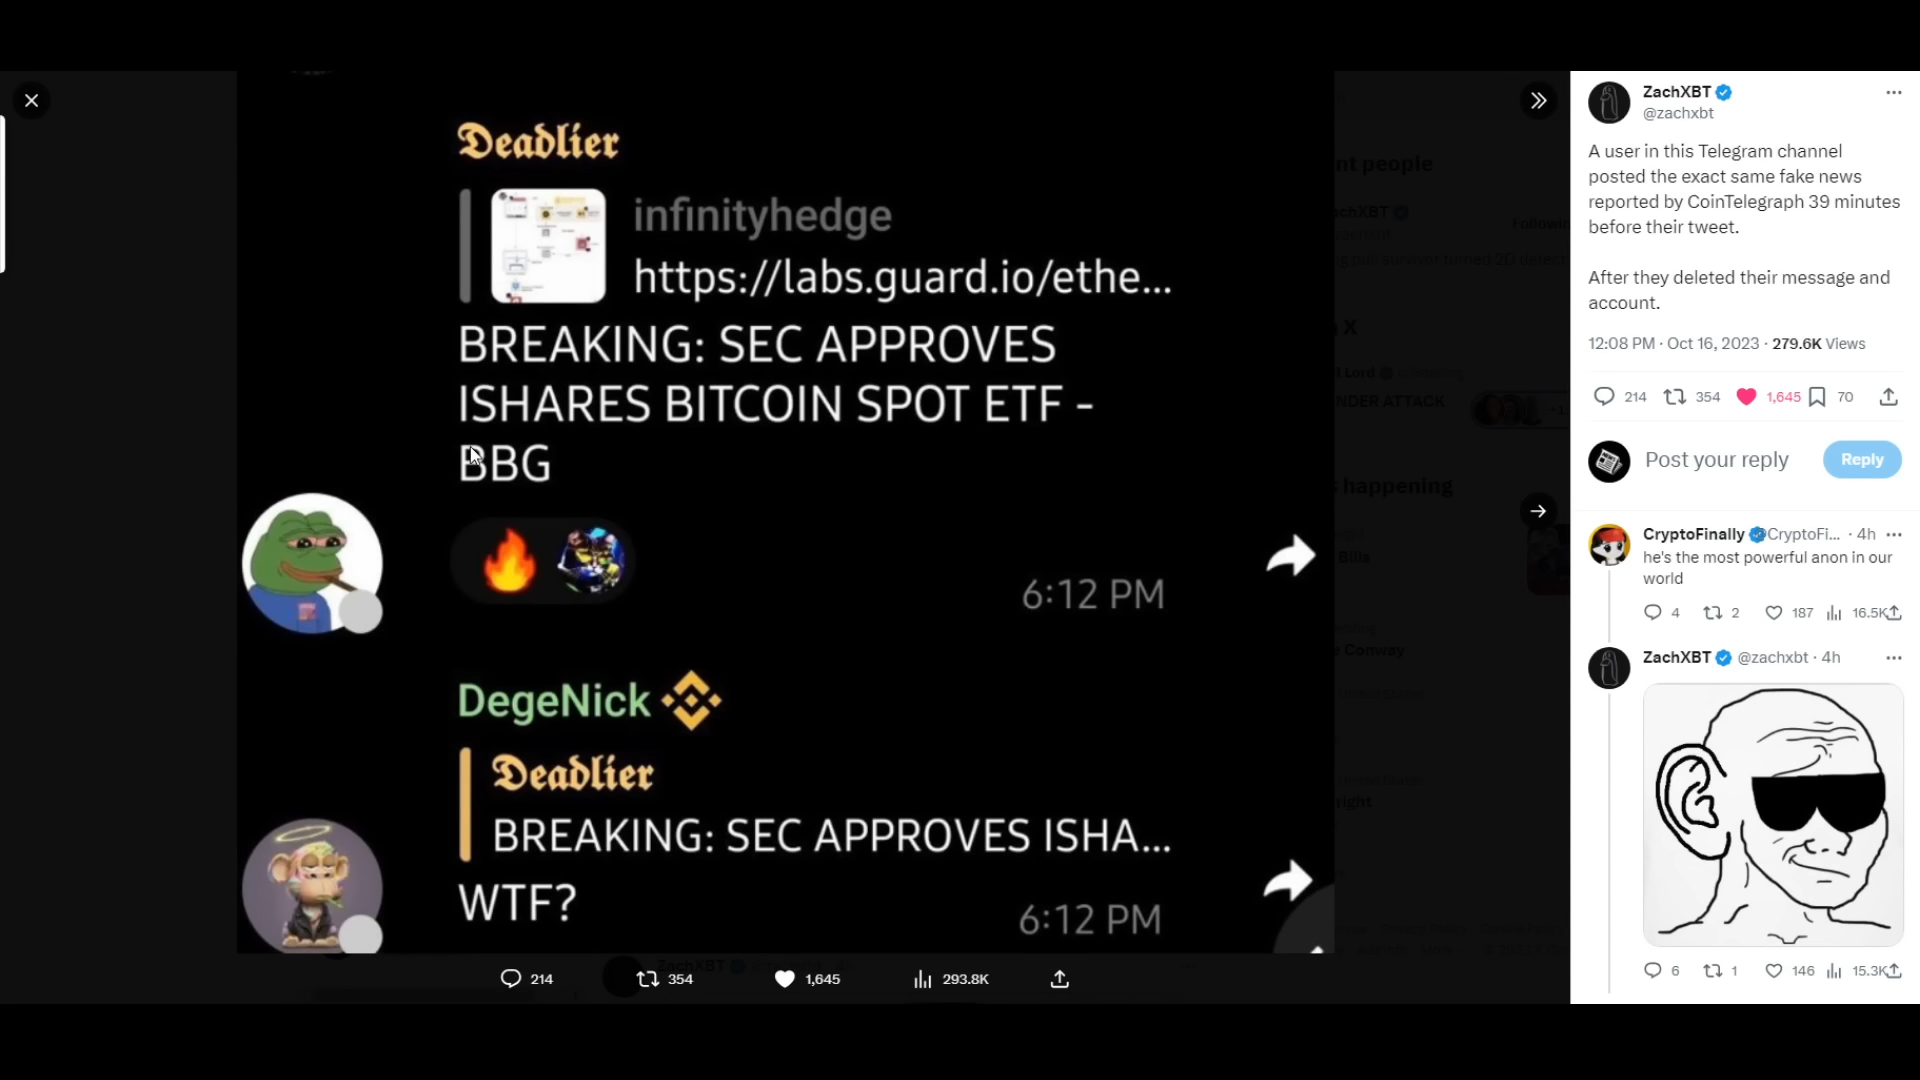 Deadlier
infinityhedge
https://labs.guard.io/ethe...
BREAKING: SEC APPROVES
ISHARES BITCOIN SPOT ETF -
BBG
6:12 PM
DegeNick
Deadlier
BREAKING: SEC APPROVES ISHA...
WTF?
6:12 PM
214 354 1,645 293.8K
ZachXBT
@zachxbt
A user in this Telegram channel
posted the exact same fake news
reported by CoinTelegraph 39 minutes
before their tweet.
After they deleted their message and
account.
12:08 PM · Oct 16, 2023 · 279.6K Views
214 354 1,645 70
Post your reply
Reply
CryptoFinally @CryptoFi... · 4h
he's the most powerful anon in our
world
4 2 187 16.5K
ZachXBT @zachxbt · 4h
6 1 146 15.3K